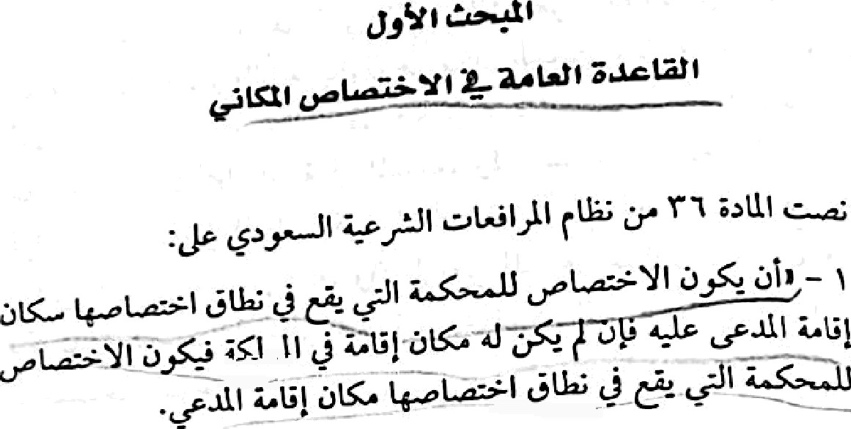 المبحث الأول
القاعدة العامة في الاختصاص المكاني
نصت المادة ٣٦ من نظام المرافعات الشرعية السعودي على:
١ - «أن يكون الاختصاص للمحكمة التي يقع في نطاق اختصاصها سكان
إقامة المدعى عليه فإن لم يكن له مكان إقامة في فيكون الاختصاص
للمحكمة التي يقع في نطاق اختصاصها مكان إقامة المدعي.